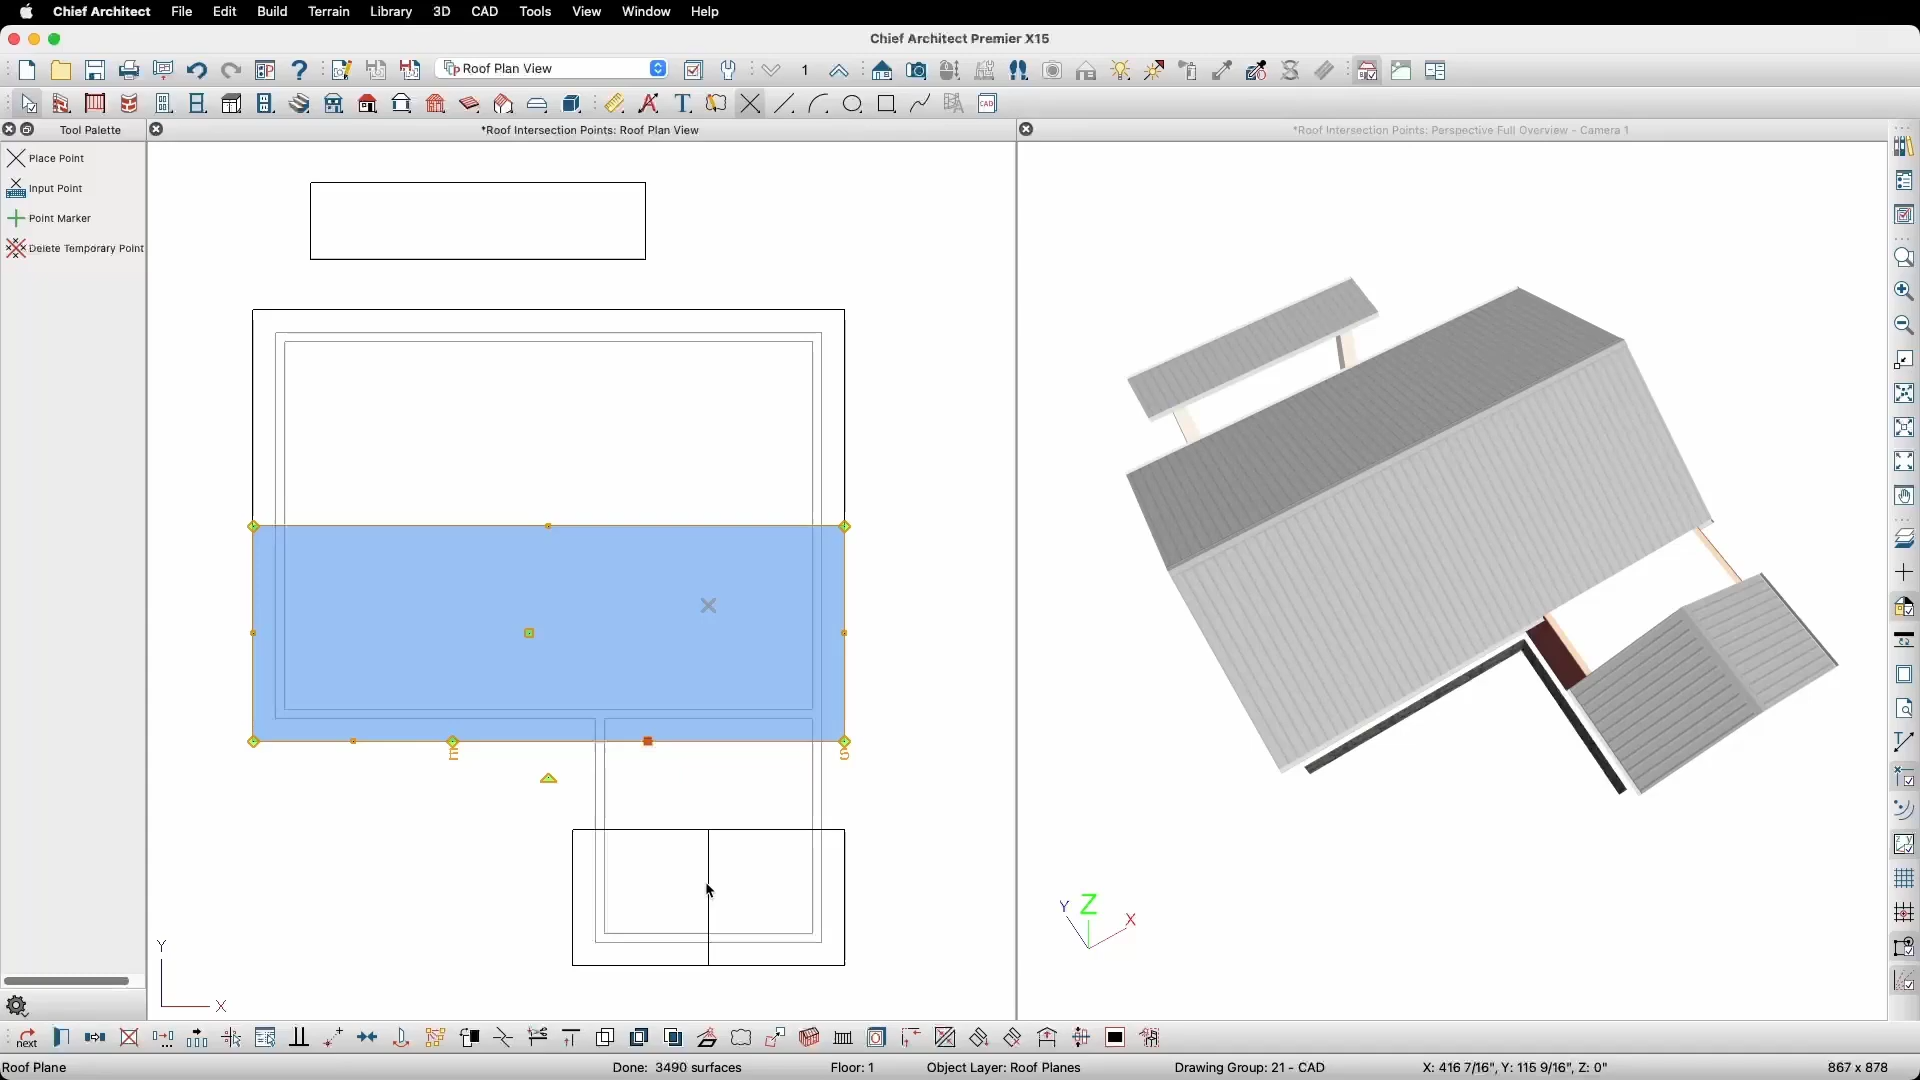 Chief Architect File Edit Build Terrain Library 3D CAD Tools View Window Help
Chief Architect Premier X15
Roof Plan View
1
CAD
Tool Palette
*Roof Intersection Points: Roof Plan View
*Roof Intersection Points: Perspective Full Overview - Camera 1
Place Point
Input Point
Point Marker
Delete Temporary Point
E
S
Y
X
Y
Z
X
next
Roof Plane
Done: 3490 surfaces
Floor: 1
Object Layer: Roof Planes
Drawing Group: 21 - CAD
X: 416 7/16", Y: 115 9/16", Z: 0"
867 x 878